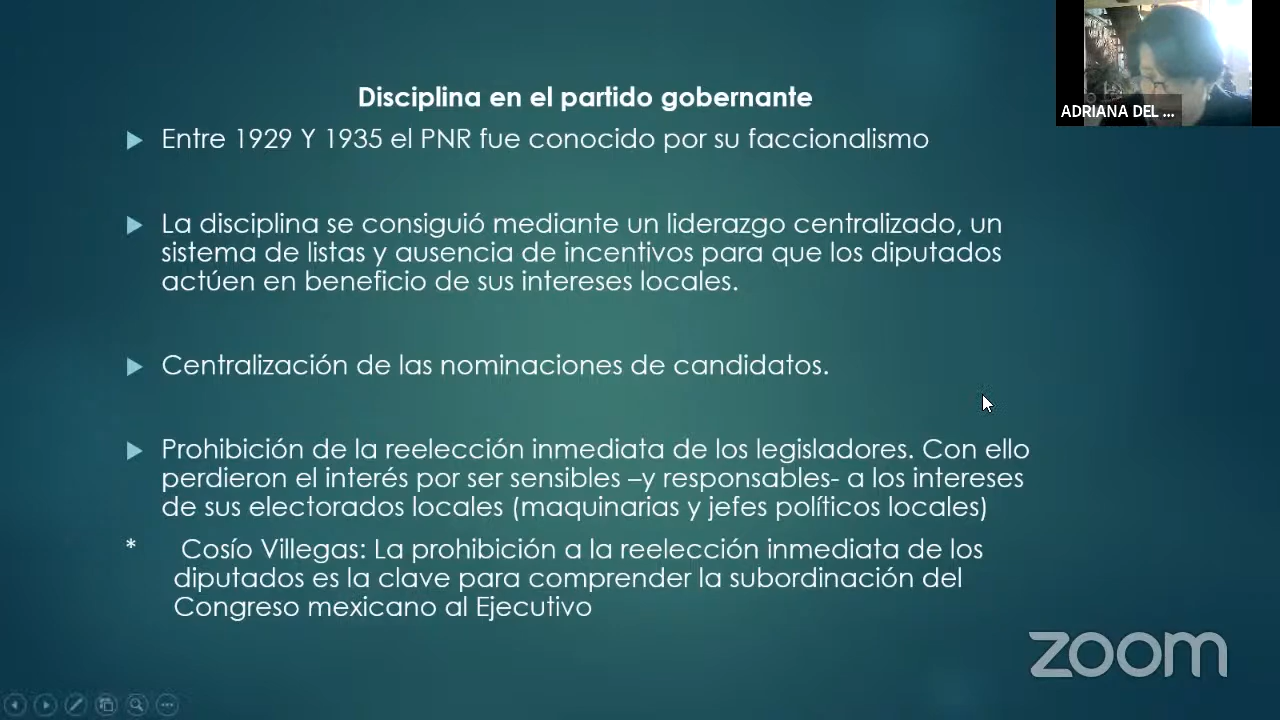 Disciplina en el partido gobernante
Entre 1929 Y 1935 el PNR fue conocido por su faccionalismo
La disciplina se consiguió mediante un liderazgo centralizado, un
sistema de listas y ausencia de incentivos para que los diputados
actúen en beneficio de sus intereses locales.
Centralización de las nominaciones de candidatos.
Prohibición de la reelección inmediata de los legisladores. Con ello
perdieron el interés por ser sensibles –y responsables- a los intereses
de sus electorados locales (maquinarias y jefes políticos locales)
* Cosío Villegas: La prohibición a la reelección inmediata de los
diputados es la clave para comprender la subordinación del
Congreso mexicano al Ejecutivo
ADRIANA DEL ...
zoom